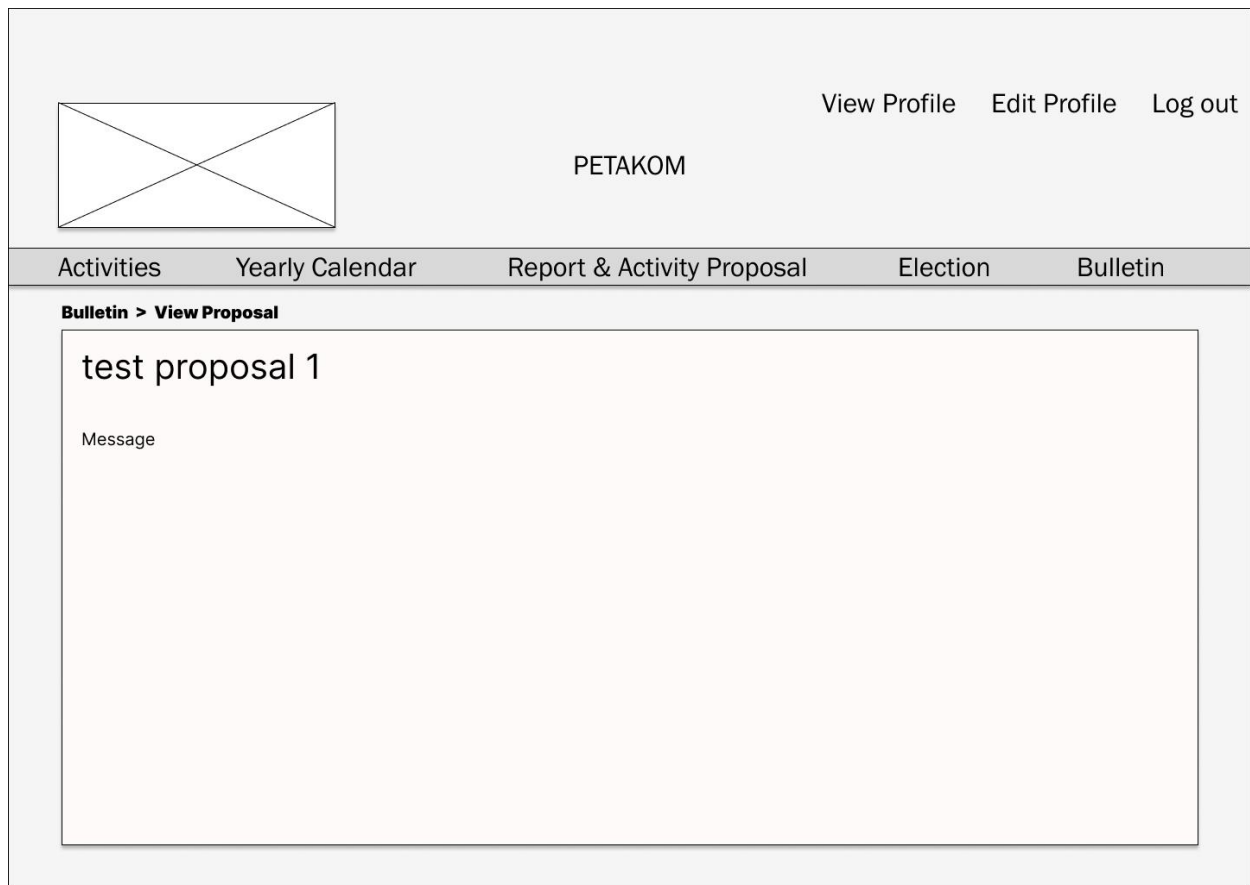 View Profile Edit Profile Log out
PETAKOM
Activities Yearly Calendar Report & Activity Proposal Election Bulletin
Bulletin > View Proposal
test proposal 1
Message